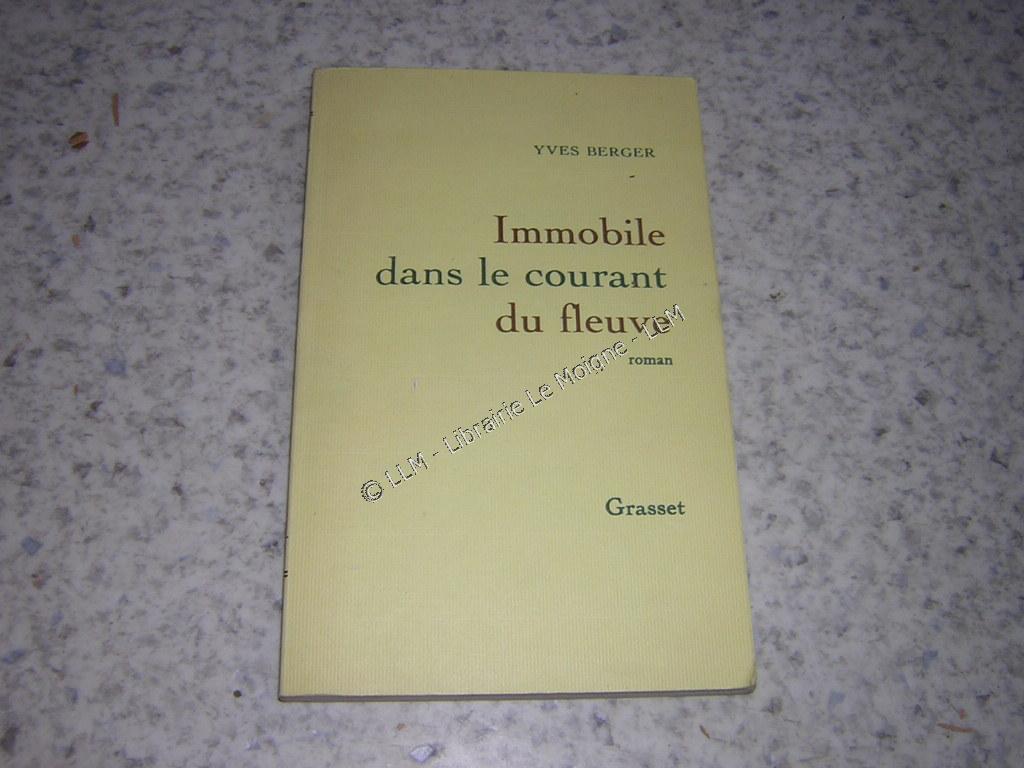 YVES BERGER
Immobile
dans le courant
du fleuve
roman
© LLM - Librairie Le Moigne - LLM
Grasset